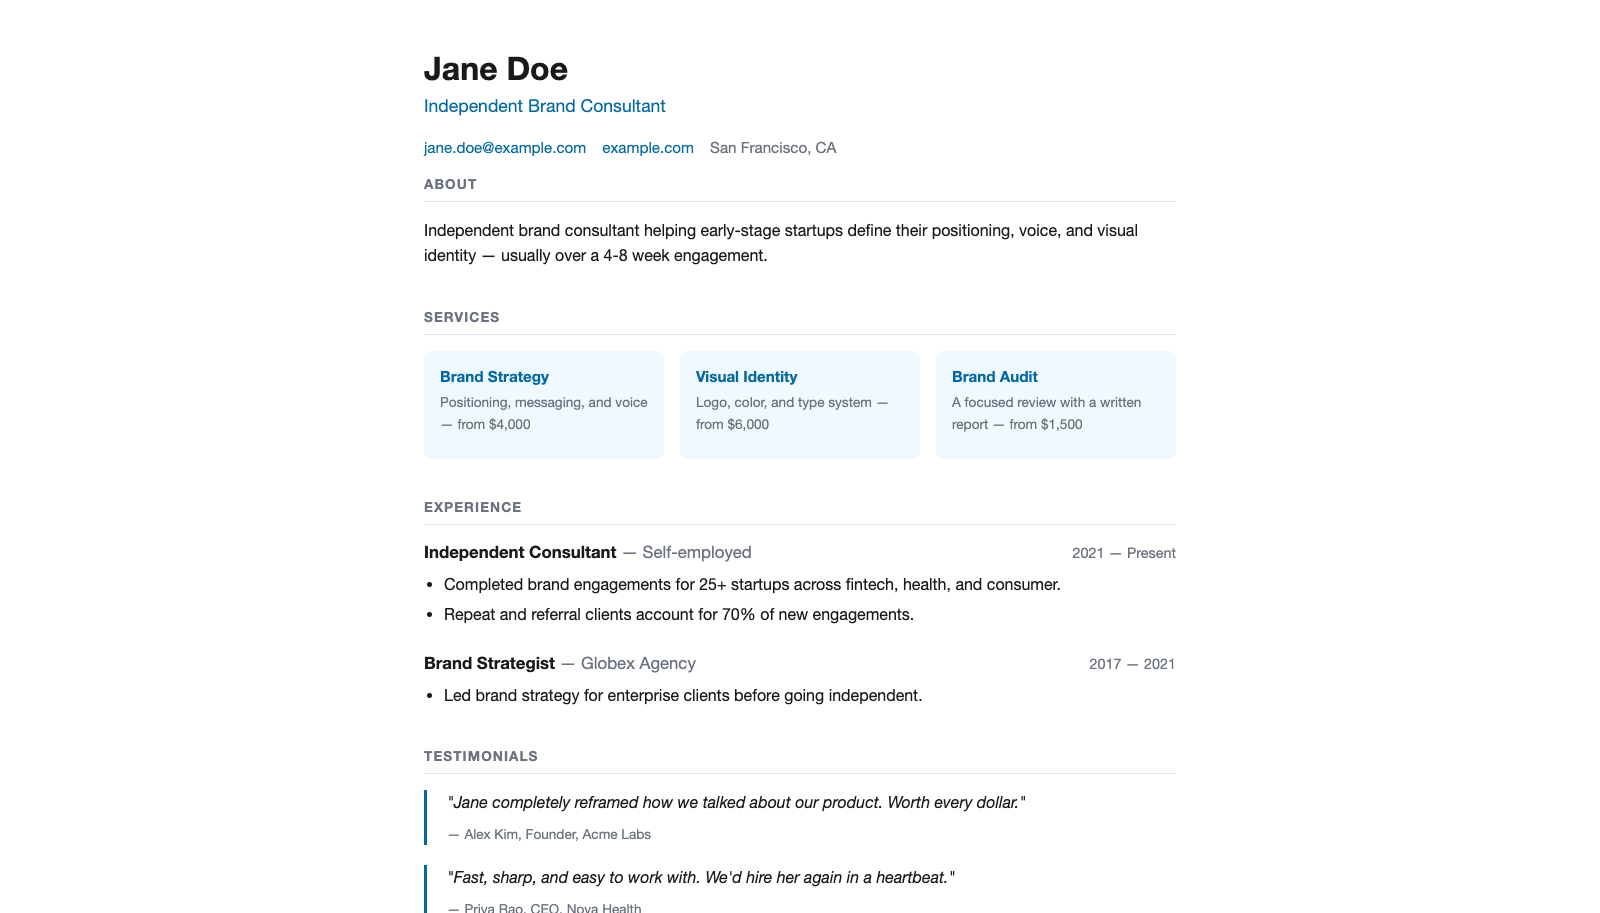 Jane Doe
Independent Brand Consultant
jane.doe@example.com example.com San Francisco, CA
ABOUT
Independent brand consultant helping early-stage startups define their positioning, voice, and visual
identity — usually over a 4-8 week engagement.
SERVICES
Brand Strategy
Positioning, messaging, and voice
— from $4,000
Visual Identity
Logo, color, and type system —
from $6,000
Brand Audit
A focused review with a written
report — from $1,500
EXPERIENCE
Independent Consultant — Self-employed 2021 — Present
• Completed brand engagements for 25+ startups across fintech, health, and consumer.
• Repeat and referral clients account for 70% of new engagements.
Brand Strategist — Globex Agency 2017 — 2021
• Led brand strategy for enterprise clients before going independent.
TESTIMONIALS
"Jane completely reframed how we talked about our product. Worth every dollar."
— Alex Kim, Founder, Acme Labs
"Fast, sharp, and easy to work with. We'd hire her again in a heartbeat."
— Priya Rao, CEO, Nova Health